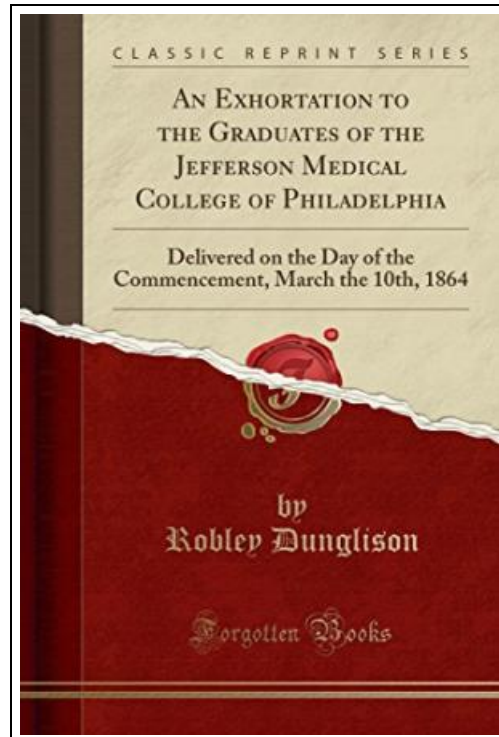 CLASSIC REPRINT SERIES
AN EXHORTATION TO
THE GRADUATES OF THE
JEFFERSON MEDICAL
COLLEGE OF PHILADELPHIA
Delivered on the Day of the
Commencement, March the 10th, 1864
by
Robley Dunglison
Forgotten Books